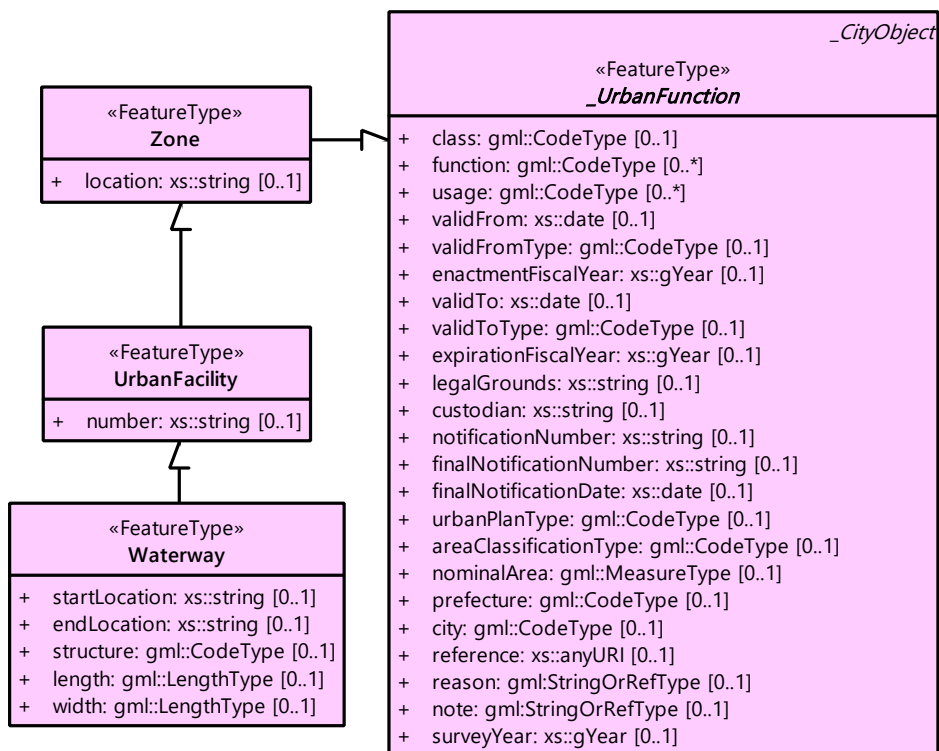 _CityObject
«FeatureType»
_UrbanFunction
+ class: gml::CodeType [0..1]
+ function: gml::CodeType [0..*]
+ usage: gml::CodeType [0..*]
+ validFrom: xs::date [0..1]
+ validFromType: gml::CodeType [0..1]
+ enactmentFiscalYear: xs::gYear [0..1]
+ validTo: xs::date [0..1]
+ validToType: gml::CodeType [0..1]
+ expirationFiscalYear: xs::gYear [0..1]
+ legalGrounds: xs::string [0..1]
+ custodian: xs::string [0..1]
+ notificationNumber: xs::string [0..1]
+ finalNotificationNumber: xs::string [0..1]
+ finalNotificationDate: xs::date [0..1]
+ urbanPlanType: gml::CodeType [0..1]
+ areaClassificationType: gml::CodeType [0..1]
+ nominalArea: gml::MeasureType [0..1]
+ prefecture: gml::CodeType [0..1]
+ city: gml::CodeType [0..1]
+ reference: xs::anyURI [0..1]
+ reason: gml:StringOrRefType [0..1]
+ note: gml:StringOrRefType [0..1]
+ surveyYear: xs::gYear [0..1]
«FeatureType»
Zone
+ location: xs::string [0..1]
«FeatureType»
UrbanFacility
+ number: xs::string [0..1]
«FeatureType»
Waterway
+ startLocation: xs::string [0..1]
+ endLocation: xs::string [0..1]
+ structure: gml::CodeType [0..1]
+ length: gml::LengthType [0..1]
+ width: gml::LengthType [0..1]